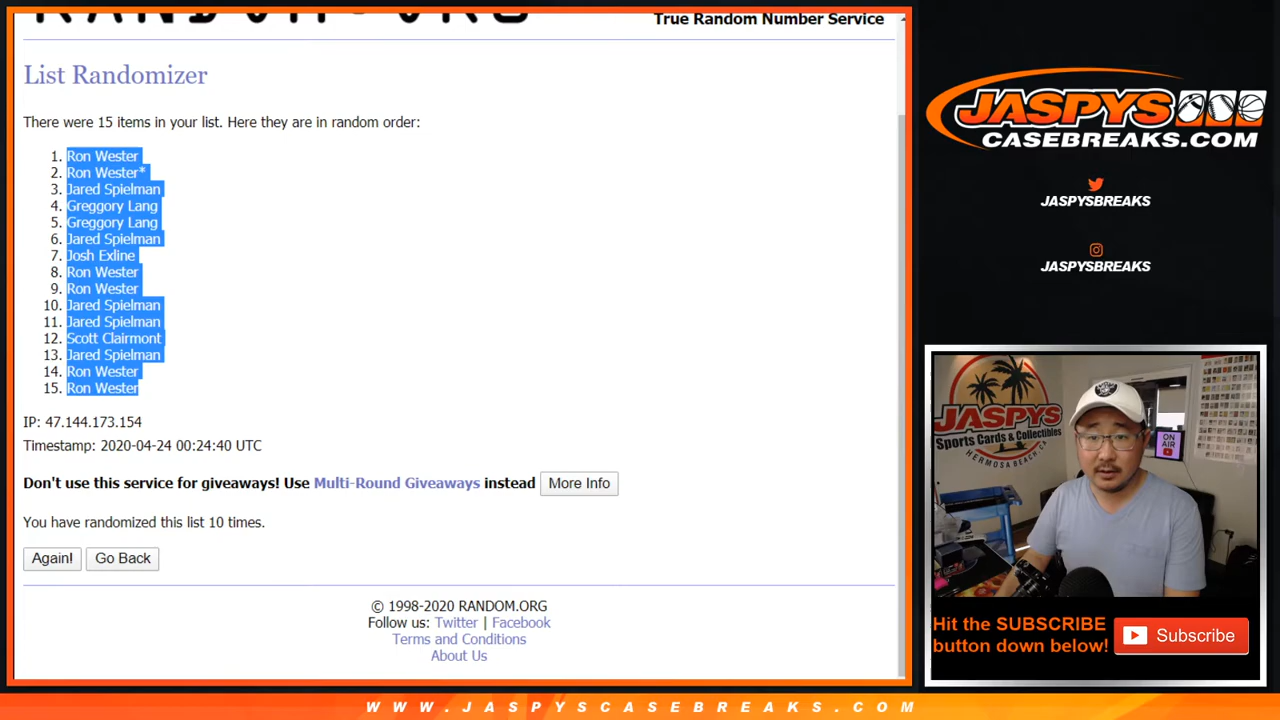 RANDOM.ORG
True Random Number Service
List Randomizer
There were 15 items in your list. Here they are in random order:
1. Ron Wester
2. Ron Wester*
3. Jared Spielman
4. Greggory Lang
5. Greggory Lang
6. Jared Spielman
7. Josh Exline
8. Ron Wester
9. Ron Wester
10. Jared Spielman
11. Jared Spielman
12. Scott Clairmont
13. Jared Spielman
14. Ron Wester
15. Ron Wester
IP: 47.144.173.154
Timestamp: 2020-04-24 00:24:40 UTC
Don't use this service for giveaways! Use Multi-Round Giveaways instead More Info
You have randomized this list 10 times.
Again! Go Back
© 1998-2020 RANDOM.ORG
Follow us: Twitter | Facebook
Terms and Conditions
About Us
JASPYS
CASEBREAKS.COM
JASPYSBREAKS
JASPYSBREAKS
JASPYS
Sports Cards & Collectibles
HERMOSA BEACH, CA
ON
AIR
Hit the SUBSCRIBE
button down below!
Subscribe
WWW.JASPYSCASEBREAKS.COM